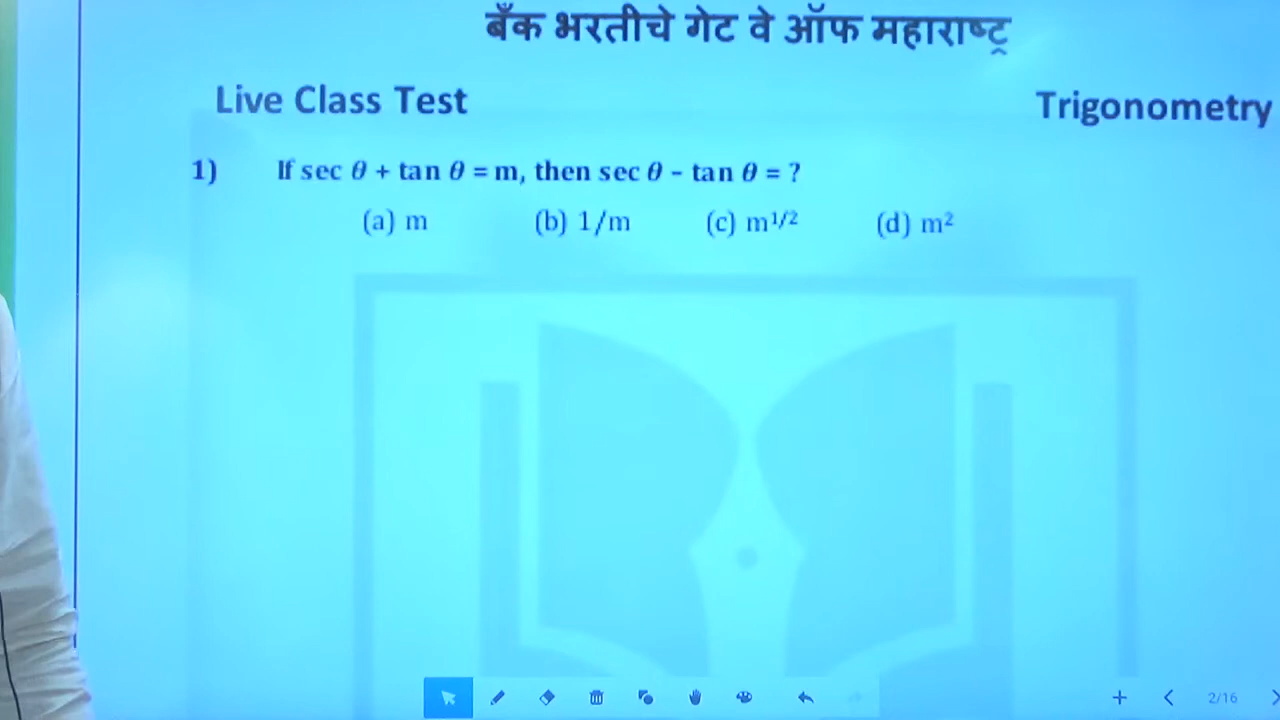 बँक भरतीचे गेट वे ऑफ महाराष्ट्र
Live Class Test
Trigonometry
1) If sec θ + tan θ = m, then sec θ - tan θ = ?
(a) m (b) 1/m (c) m¹/² (d) m²
2/16